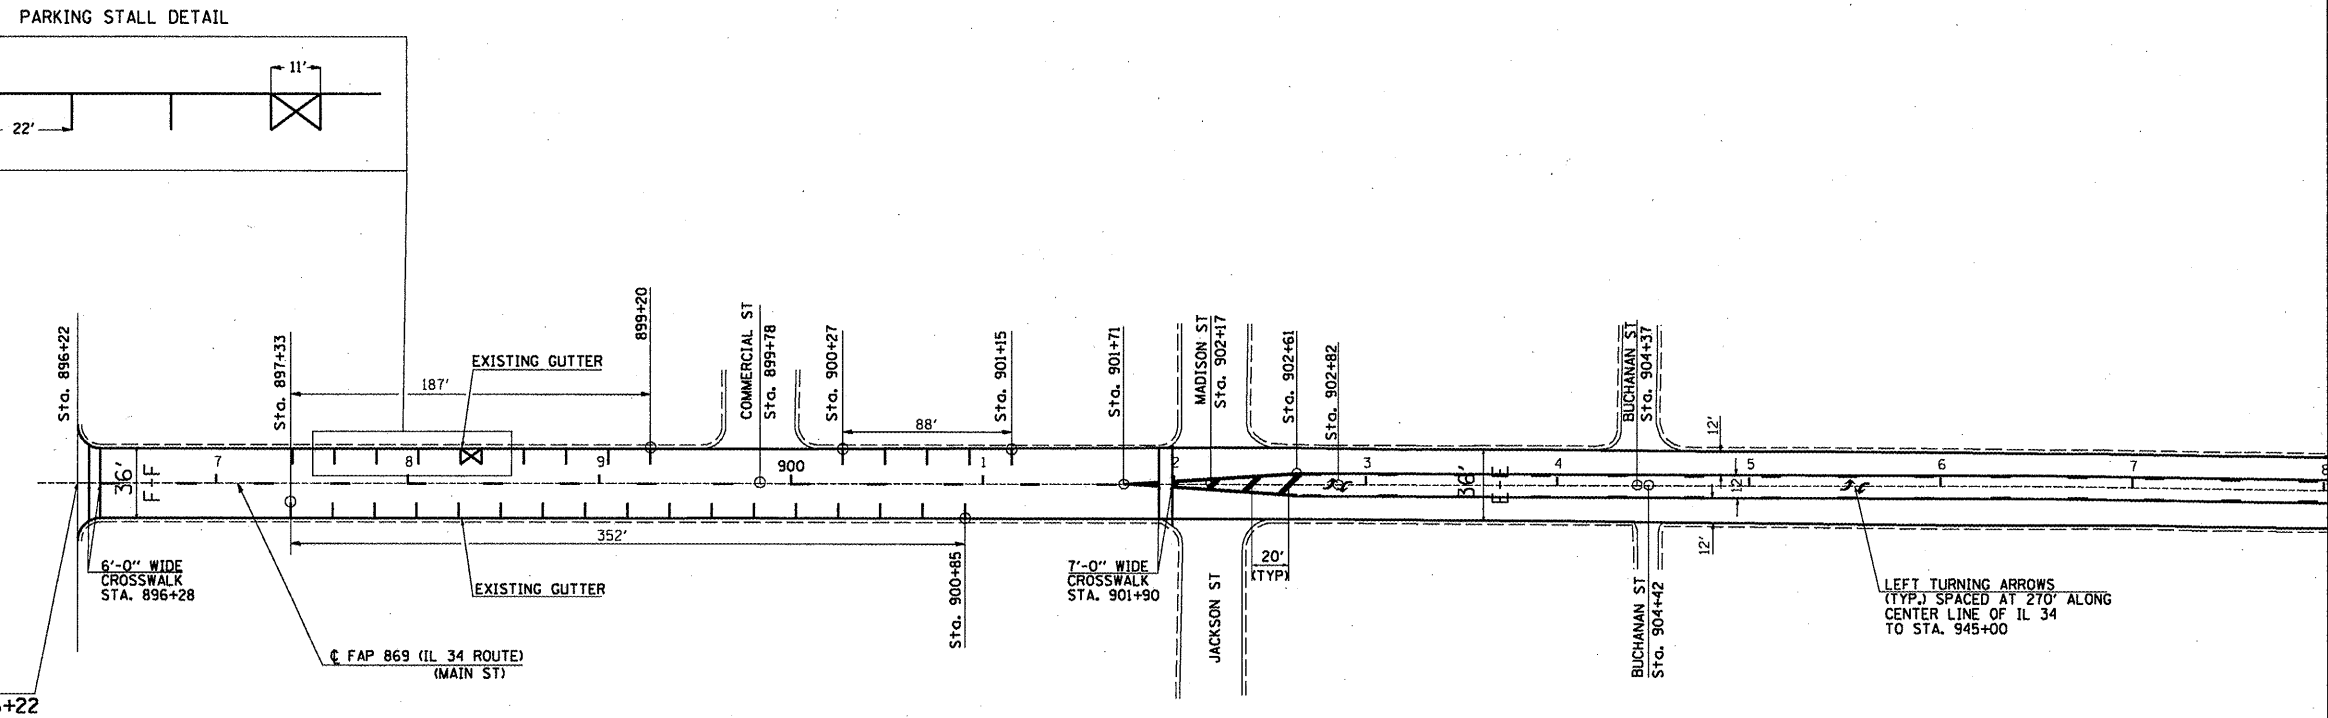 PARKING STALL DETAIL
11'
22'
Sta. 896+22
Sta. 897+33
899+20
COMMERCIAL ST
Sta. 899+78
Sta. 900+27
Sta. 901+15
Sta. 901+71
MADISON ST
Sta. 902+17
Sta. 902+61
Sta. 902+82
BUCHANAN ST
Sta. 904+37
EXISTING GUTTER
187'
88'
12'
36'
F-F
7
8
9
900
1
2
3
4
5
6
7
8
36'
F-F
12'
12'
352'
20'
(TYP)
6'-0" WIDE
CROSSWALK
STA. 896+28
EXISTING GUTTER
Sta. 900+85
7'-0" WIDE
CROSSWALK
STA. 901+90
JACKSON ST
BUCHANAN ST
Sta. 904+42
LEFT TURNING ARROWS
(TYP.) SPACED AT 270' ALONG
CENTER LINE OF IL 34
TO STA. 945+00
℄ FAP 869 (IL 34 ROUTE)
(MAIN ST)
+22